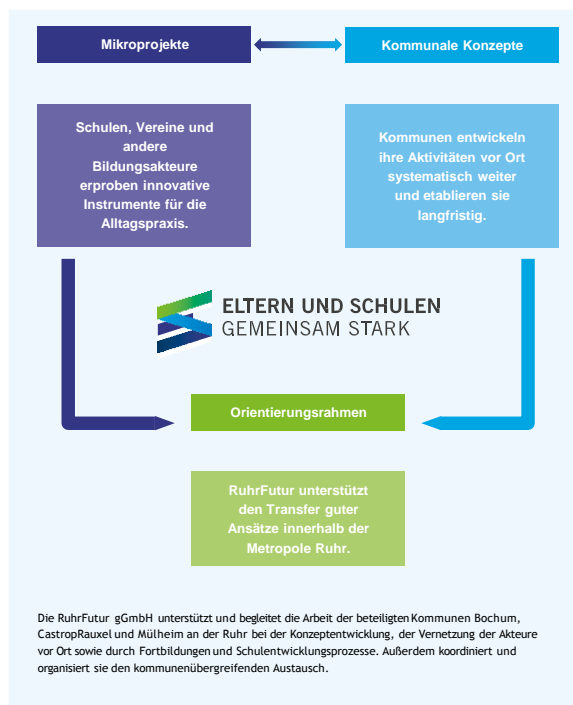 Mikroprojekte
Kommunale Konzepte
Schulen, Vereine und
andere
Bildungsakteure
erproben innovative
Instrumente für die
Alltagspraxis.
Kommunen entwickeln
ihre Aktivitäten vor Ort
systematisch weiter
und etablieren sie
langfristig.
ELTERN UND SCHULEN
GEMEINSAM STARK
Orientierungsrahmen
RuhrFutur unterstützt
den Transfer guter
Ansätze innerhalb der
Metropole Ruhr.
Die RuhrFutur gGmbH unterstützt und begleitet die Arbeit der beteiligten Kommunen Bochum,
CastropRauxel und Mülheim an der Ruhr bei der Konzeptentwicklung, der Vernetzung der Akteure
vor Ort sowie durch Fortbildungen und Schulentwicklungsprozesse. Außerdem koordiniert und
organisiert sie den kommunenübergreifenden Austausch.